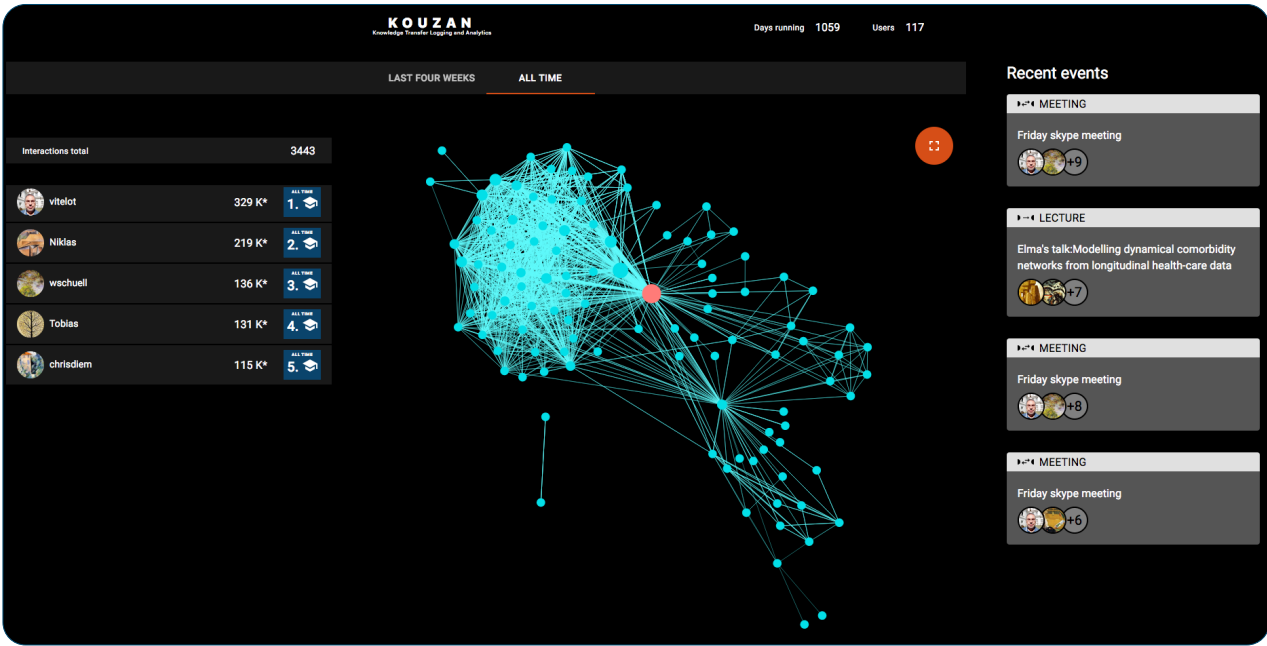 KOUZAN
Knowledge Transfer Logging and Analytics
Days running 1059 Users 117
LAST FOUR WEEKS ALL TIME
Interactions total 3443
vitelot 329 K* ALL TIME 1.
Niklas 219 K* ALL TIME 2.
wschuell 136 K* ALL TIME 3.
Tobias 131 K* ALL TIME 4.
chrisdiem 115 K* ALL TIME 5.
Recent events
MEETING
Friday skype meeting
+9
LECTURE
Elma's talk:Modelling dynamical comorbidity
networks from longitudinal health-care data
+7
MEETING
Friday skype meeting
+8
MEETING
Friday skype meeting
+6